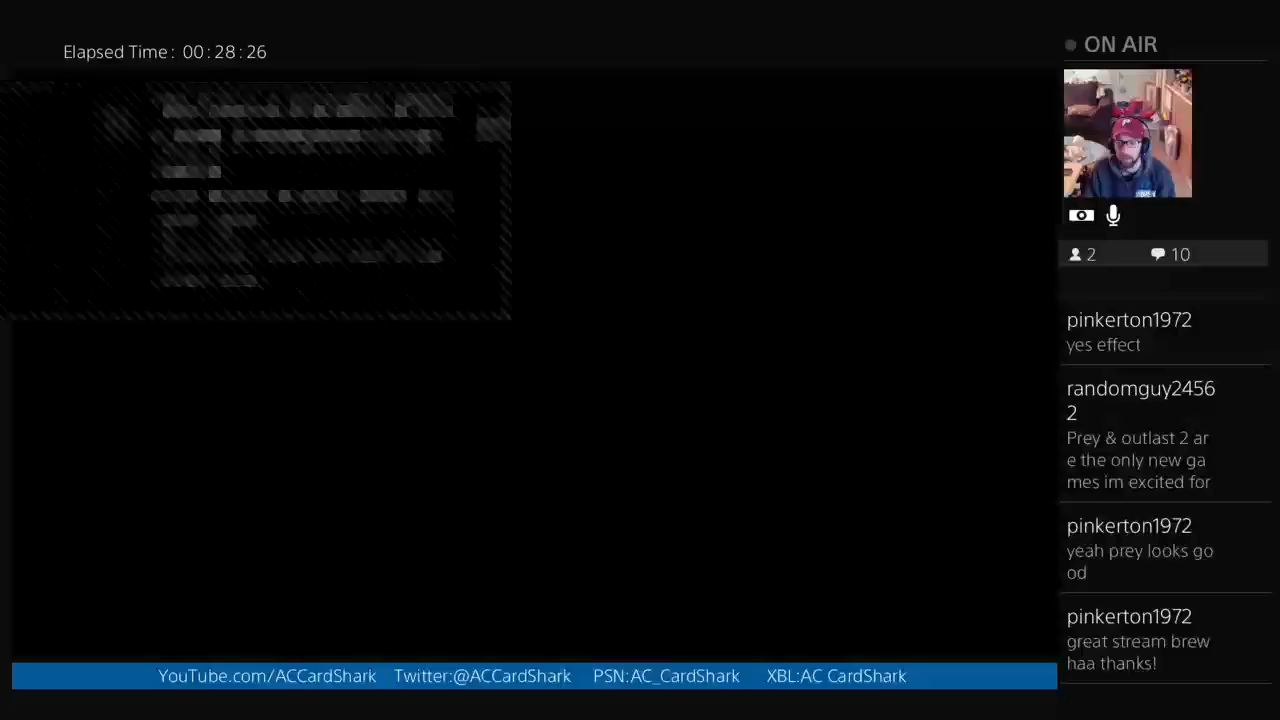 Elapsed Time: 00:28:26
ON AIR
2 10
pinkerton1972
yes effect
randomguy2456
2
Prey & outlast 2 ar
e the only new ga
mes im excited for
pinkerton1972
yeah prey looks go
od
pinkerton1972
great stream brew
haa thanks!
YouTube.com/ACCardShark Twitter:@ACCardShark PSN:AC_CardShark XBL:AC CardShark